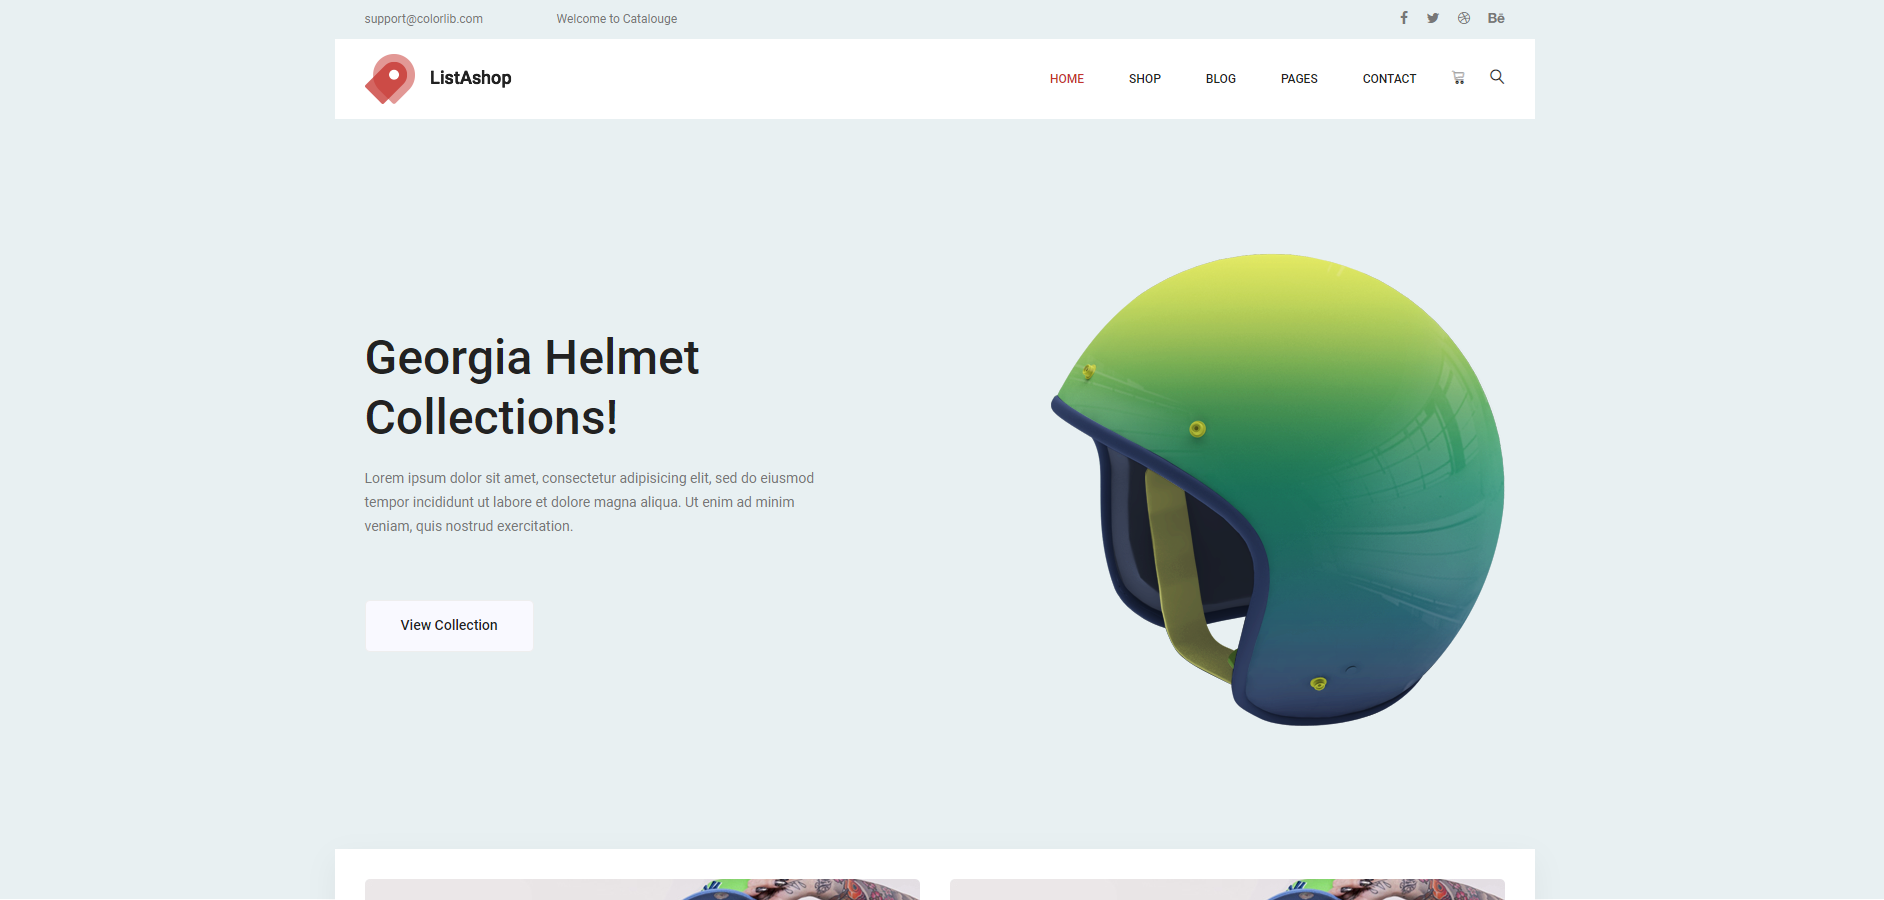 support@colorlib.com
Welcome to Catalouge
Bē
ListAshop
HOME
SHOP
BLOG
PAGES
CONTACT
Georgia Helmet
Collections!
Lorem ipsum dolor sit amet, consectetur adipisicing elit, sed do eiusmod
tempor incididunt ut labore et dolore magna aliqua. Ut enim ad minim
veniam, quis nostrud exercitation.
View Collection